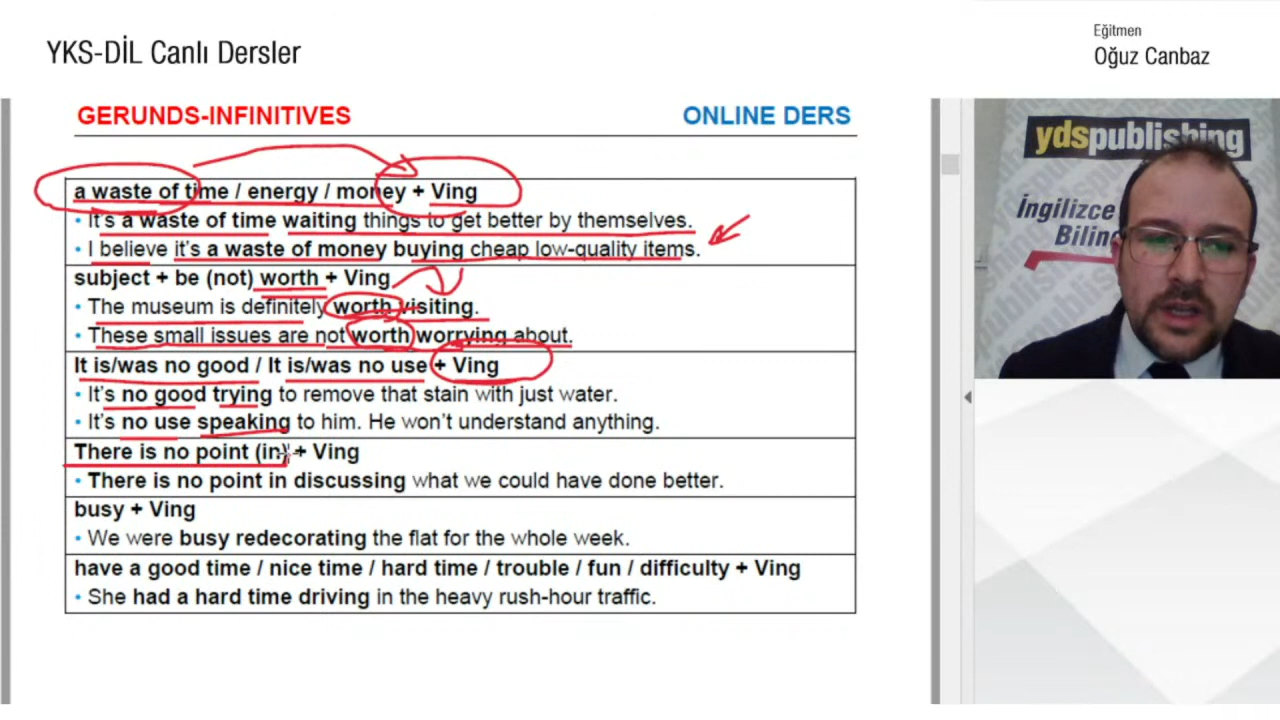 YKS-DİL Canlı Dersler
Eğitmen
Oğuz Canbaz
GERUNDS-INFINITIVES
ONLINE DERS
a waste of time / energy / money + Ving
• It's a waste of time waiting things to get better by themselves.
• I believe it's a waste of money buying cheap low-quality items.
subject + be (not) worth + Ving
• The museum is definitely worth visiting.
• These small issues are not worth worrying about.
It is/was no good / It is/was no use + Ving
• It's no good trying to remove that stain with just water.
• It's no use speaking to him. He won't understand anything.
There is no point (in) + Ving
• There is no point in discussing what we could have done better.
busy + Ving
• We were busy redecorating the flat for the whole week.
have a good time / nice time / hard time / trouble / fun / difficulty + Ving
• She had a hard time driving in the heavy rush-hour traffic.
ydspublishing
İngilizce